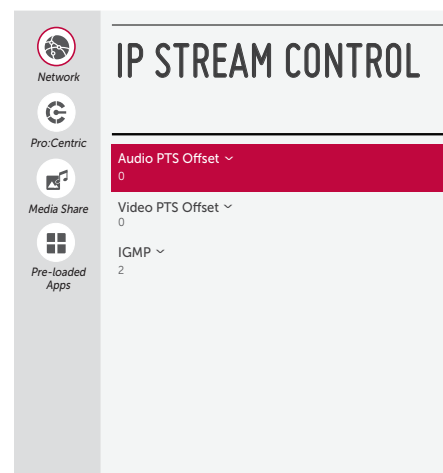 Network
Pro:Centric
Media Share
Pre-loaded
Apps
IP STREAM CONTROL
Audio PTS Offset
0
Video PTS Offset
0
IGMP
2